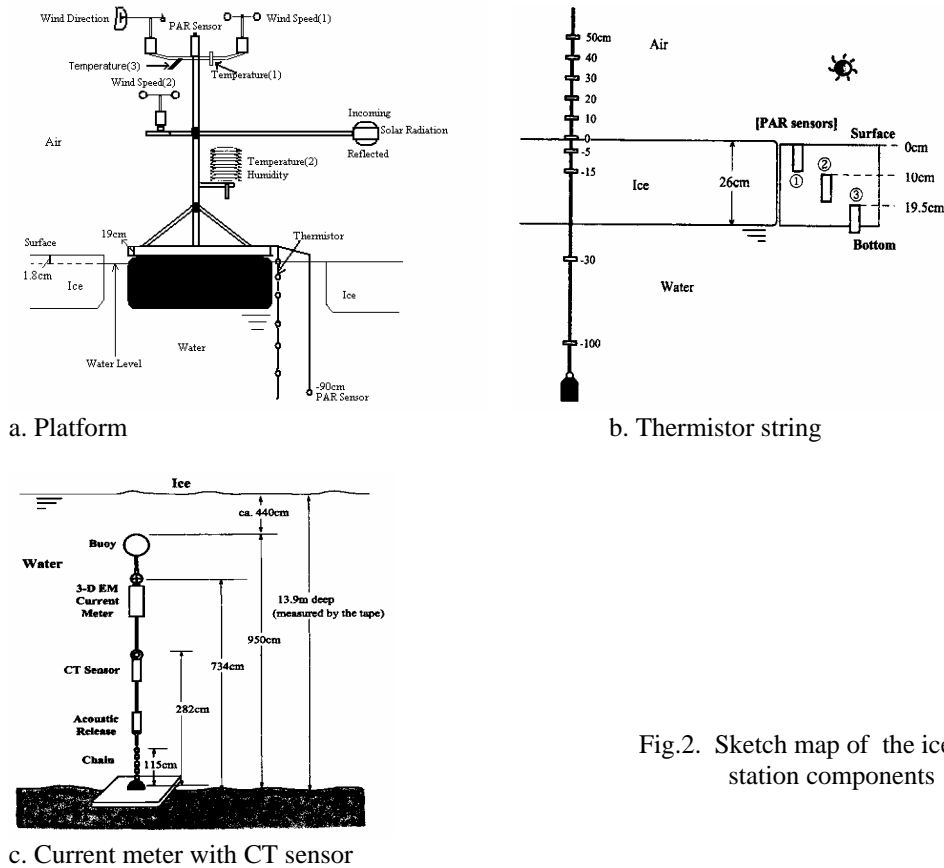 Wind Direction
PAR Sensor
Wind Speed(1)
Temperature(3)
Temperature(1)
Wind Speed(2)
Incoming
Solar Radiation
Reflected
Air
Temperature(2)
Humidity
19cm
Thermistor
Surface
1.8cm
Ice
Ice
Water
Water Level
-90cm
PAR Sensor
a. Platform
50cm
40
30
20
10
0
-5
-15
-30
-100
Air
[PAR sensors]
Surface
0cm
①
②
10cm
③
19.5cm
Bottom
Ice
26cm
Water
b. Thermistor string
Ice
ca. 440cm
Buoy
Water
3-D EM
Current
Meter
13.9m deep
(measured by the tape)
950cm
734cm
CT Sensor
282cm
Acoustic
Release
Chain
115cm
c. Current meter with CT sensor
Fig.2. Sketch map of the ice
station components